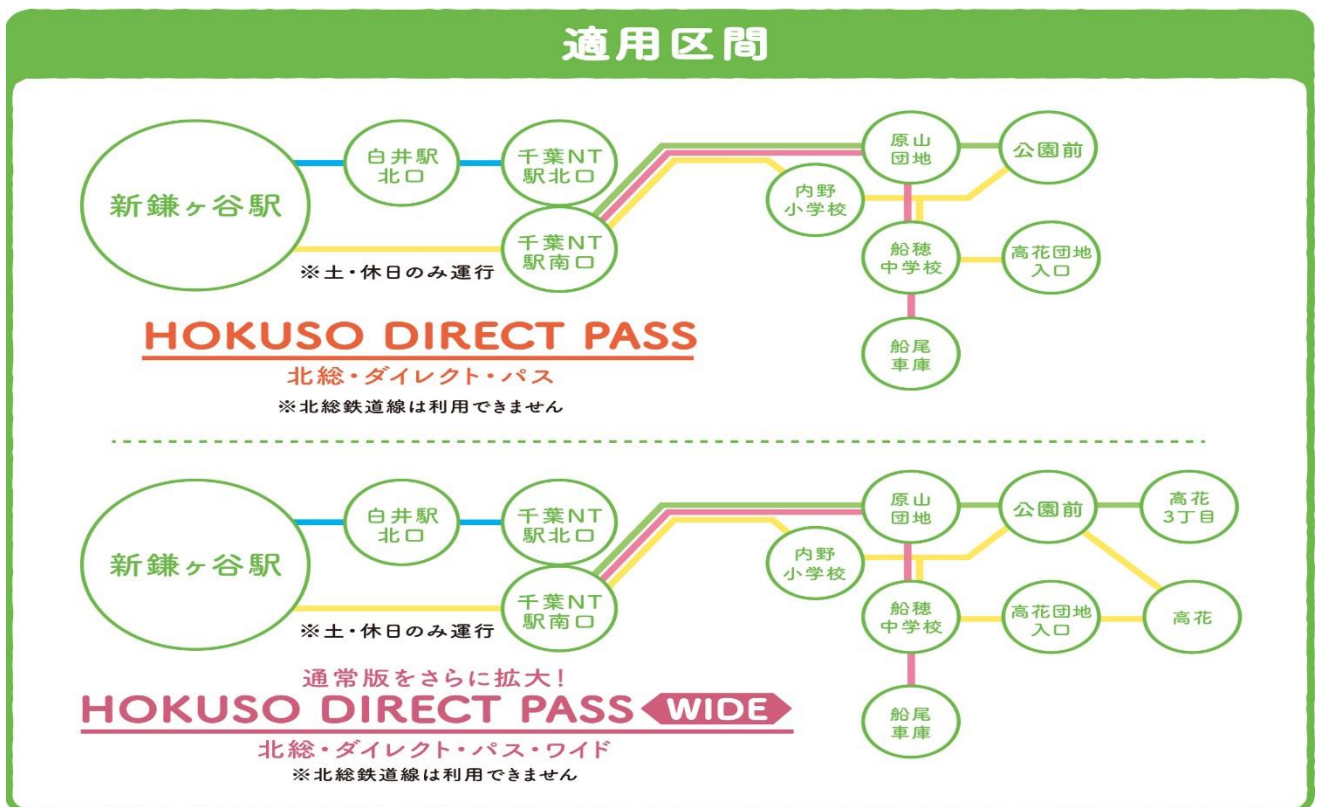 適用区間
新鎌ヶ谷駅
白井駅
北口
千葉NT
駅北口
千葉NT
駅南口
※土・休日のみ運行
内野
小学校
原山
団地
公園前
船穂
中学校
高花団地
入口
船尾
車庫
HOKUSO DIRECT PASS
北総・ダイレクト・パス
※北総鉄道線は利用できません
新鎌ヶ谷駅
白井駅
北口
千葉NT
駅北口
千葉NT
駅南口
※土・休日のみ運行
内野
小学校
原山
団地
公園前
高花
3丁目
船穂
中学校
高花団地
入口
高花
船尾
車庫
通常版をさらに拡大!
HOKUSO DIRECT PASS WIDE
北総・ダイレクト・パス・ワイド
※北総鉄道線は利用できません